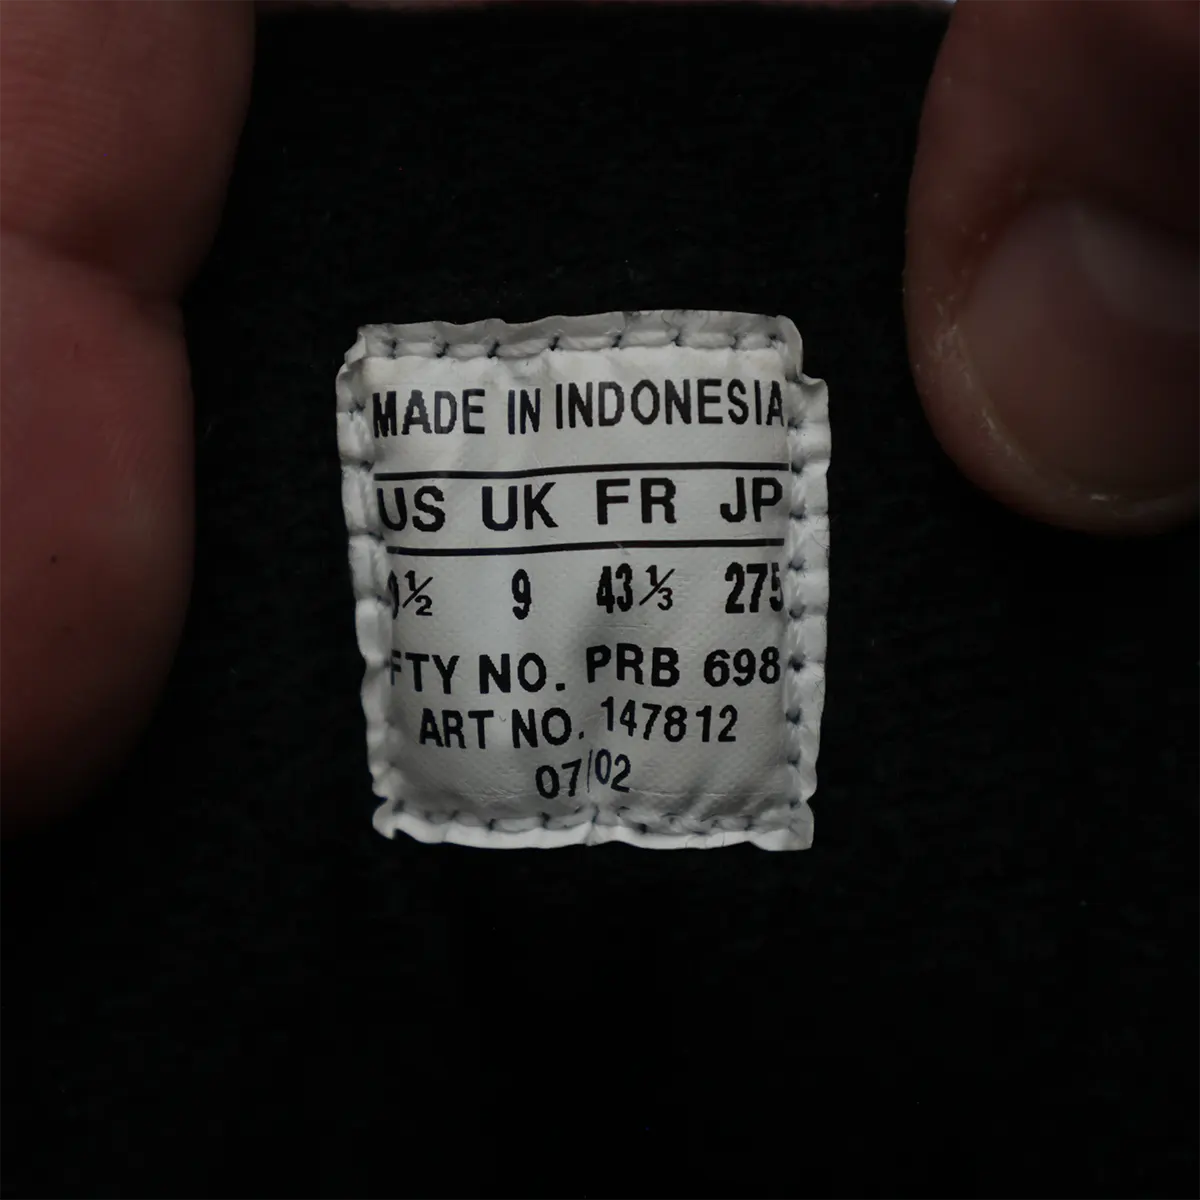 MADE IN INDONESIA
US UK FR JP
9½ 9 43⅓ 275
FTY NO. PRB 698
ART NO. 147812
07/02